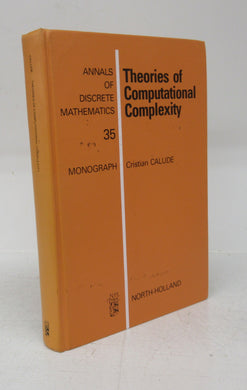 ANNALS
OF
DISCRETE
MATHEMATICS
35
MONOGRAPH
Theories of
Computational
Complexity
Cristian CALUDE
NORTH-HOLLAND